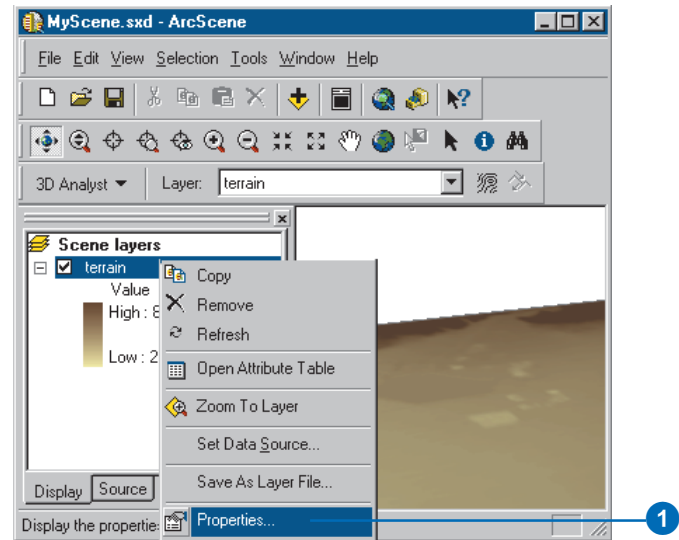 MyScene.sxd - ArcScene
File Edit View Selection Tools Window Help
3D Analyst Layer: terrain
Scene layers
terrain
Value
High : 8
Low : 2
Copy
Remove
Refresh
Open Attribute Table
Zoom To Layer
Set Data Source...
Save As Layer File...
Properties...
1
Display Source
Display the propertie